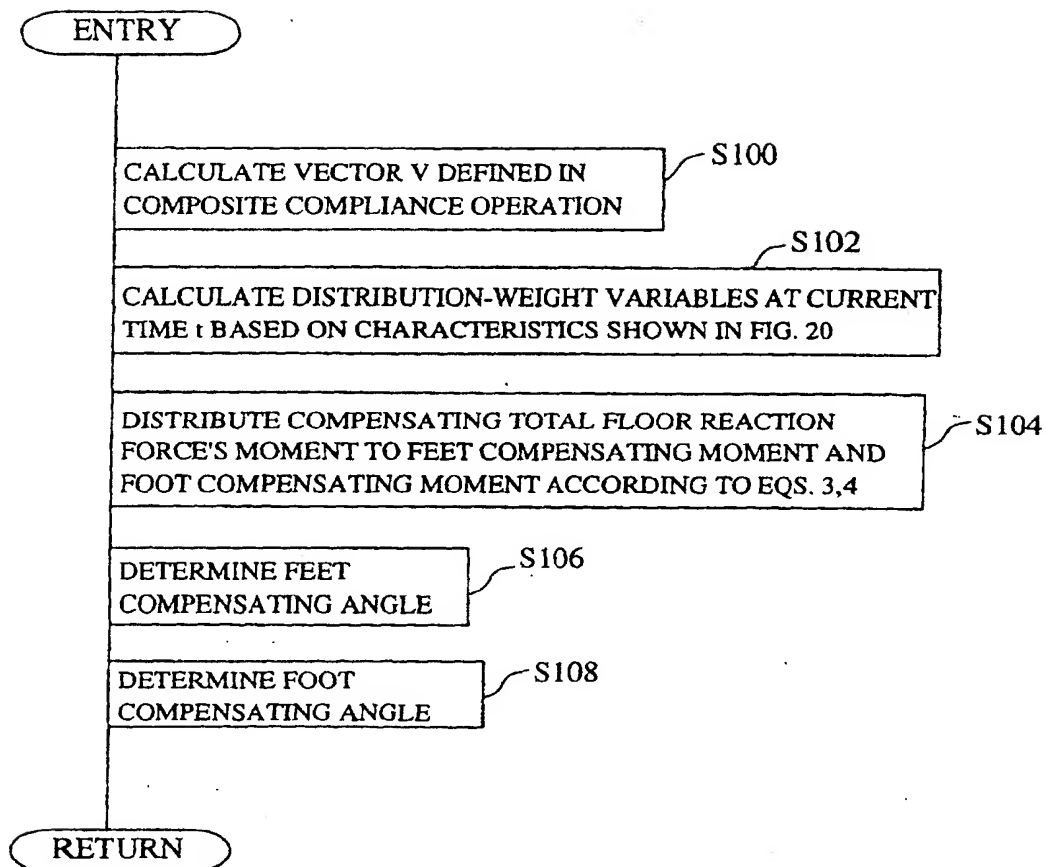 ENTRY
S100
CALCULATE VECTOR V DEFINED IN
COMPOSITE COMPLIANCE OPERATION
S102
CALCULATE DISTRIBUTION-WEIGHT VARIABLES AT CURRENT
TIME t BASED ON CHARACTERISTICS SHOWN IN FIG. 20
DISTRIBUTE COMPENSATING TOTAL FLOOR REACTION
FORCE'S MOMENT TO FEET COMPENSATING MOMENT AND
FOOT COMPENSATING MOMENT ACCORDING TO EQS. 3,4
S104
DETERMINE FEET
COMPENSATING ANGLE
S106
DETERMINE FOOT
COMPENSATING ANGLE
S108
RETURN